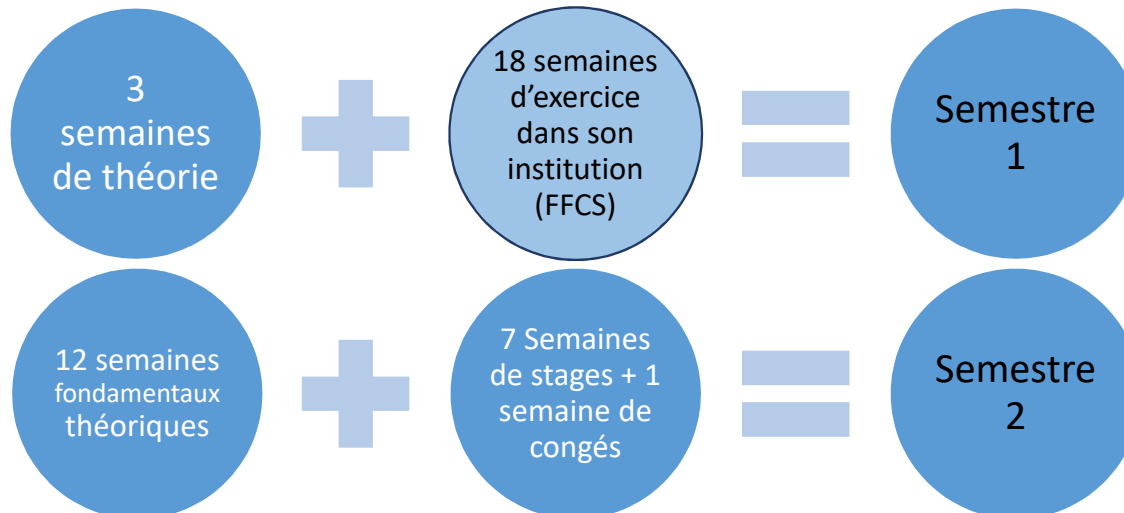 3
semaines
de théorie
18 semaines
d’exercice
dans son
institution
(FFCS)
Semestre
1
12 semaines
fondamentaux
théoriques
7 Semaines
de stages + 1
semaine de
congés
Semestre
2